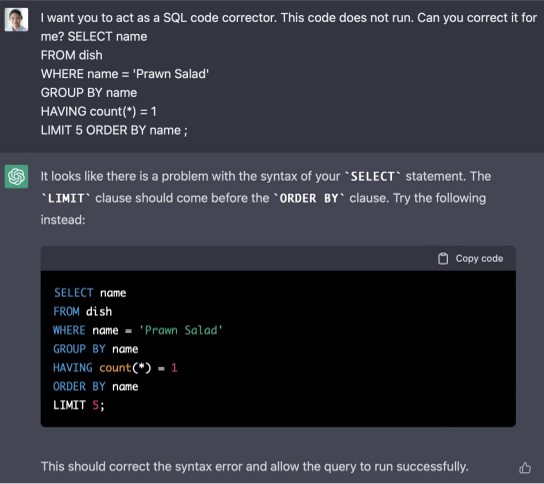 I want you to act as a SQL code corrector. This code does not run. Can you correct it for
me? SELECT name
FROM dish
WHERE name = 'Prawn Salad'
GROUP BY name
HAVING count(*) = 1
LIMIT 5 ORDER BY name ;
It looks like there is a problem with the syntax of your `SELECT` statement. The
`LIMIT` clause should come before the `ORDER BY` clause. Try the following
instead:
Copy code
SELECT name
FROM dish
WHERE name = 'Prawn Salad'
GROUP BY name
HAVING count(*) = 1
ORDER BY name
LIMIT 5;
This should correct the syntax error and allow the query to run successfully.